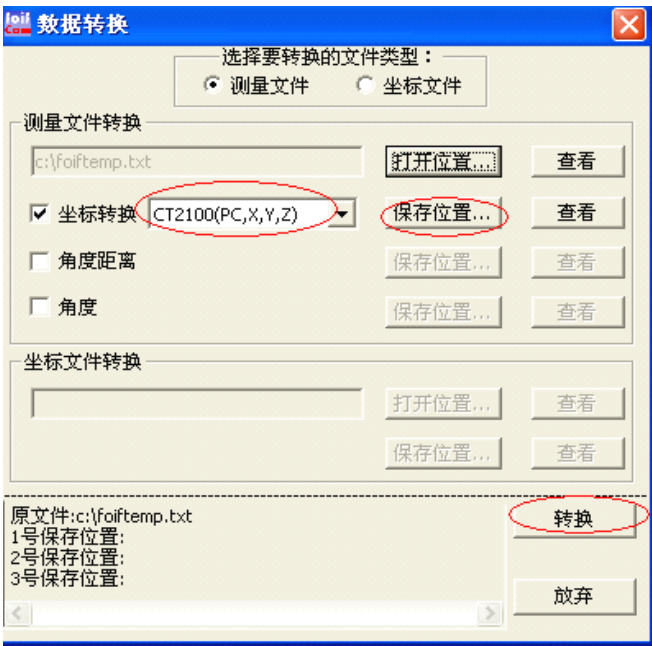 foif Com 数据转换
选择要转换的文件类型：
测量文件 坐标文件
测量文件转换
c:\foiftemp.txt 打开位置... 查看
坐标转换 CT2100(PC,X,Y,Z) 保存位置... 查看
角度距离 保存位置... 查看
角度 保存位置... 查看
坐标文件转换
打开位置... 查看
保存位置... 查看
原文件:c:\foiftemp.txt 转换
1号保存位置:
2号保存位置:
3号保存位置:
放弃